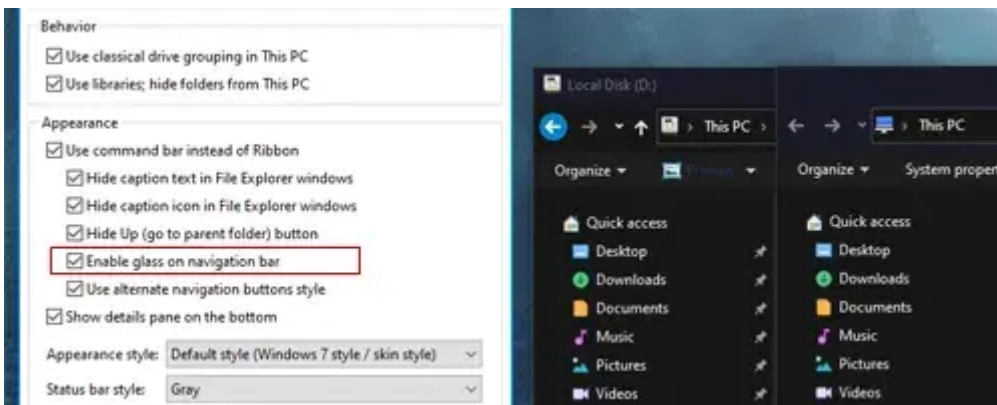 Behavior
Use classical drive grouping in This PC
Use libraries; hide folders from This PC
Appearance
Use command bar instead of Ribbon
Hide caption text in File Explorer windows
Hide caption icon in File Explorer windows
Hide Up (go to parent folder) button
Enable glass on navigation bar
Use alternate navigation buttons style
Show details pane on the bottom
Appearance style: Default style (Windows 7 style / skin style)
Status bar style: Gray
Local Disk (D:)
This PC
Organize
Quick access
Desktop
Downloads
Documents
Music
Pictures
Videos
This PC
Organize System proper
Quick access
Desktop
Downloads
Documents
Music
Pictures
Videos